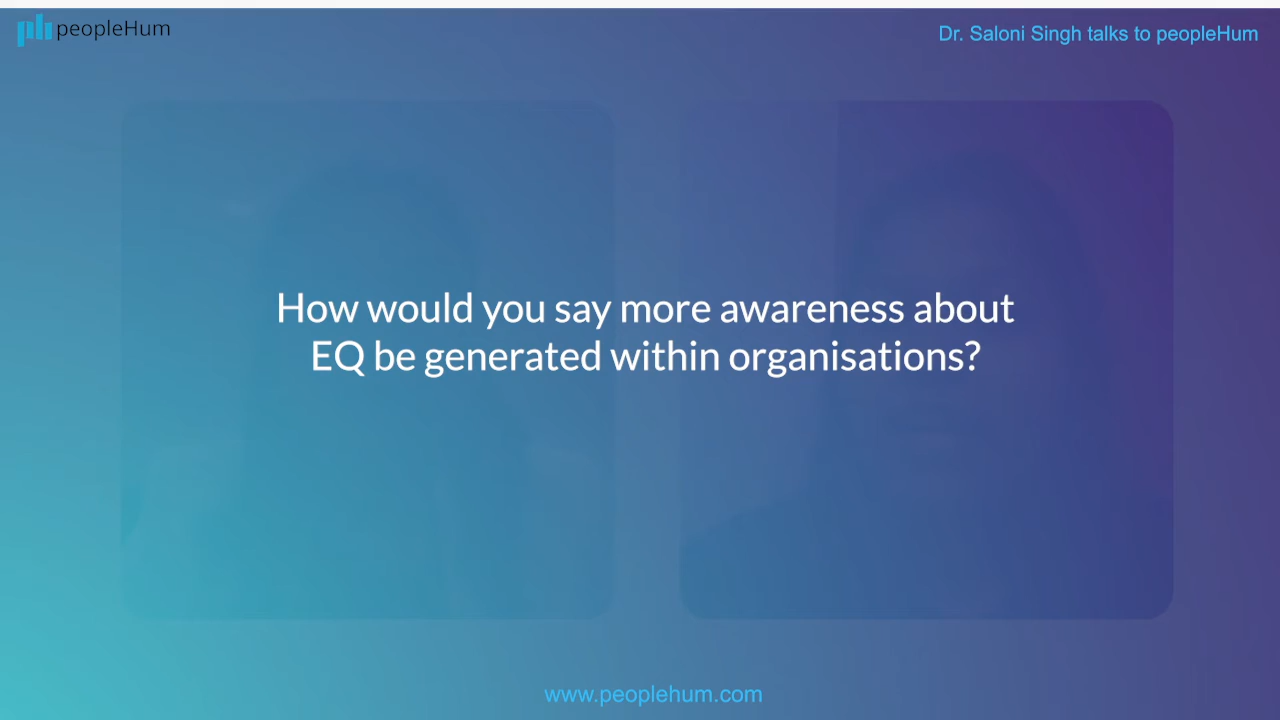 peopleHum
Dr. Saloni Singh talks to peopleHum
How would you say more awareness about
EQ be generated within organisations?
www.peoplehum.com